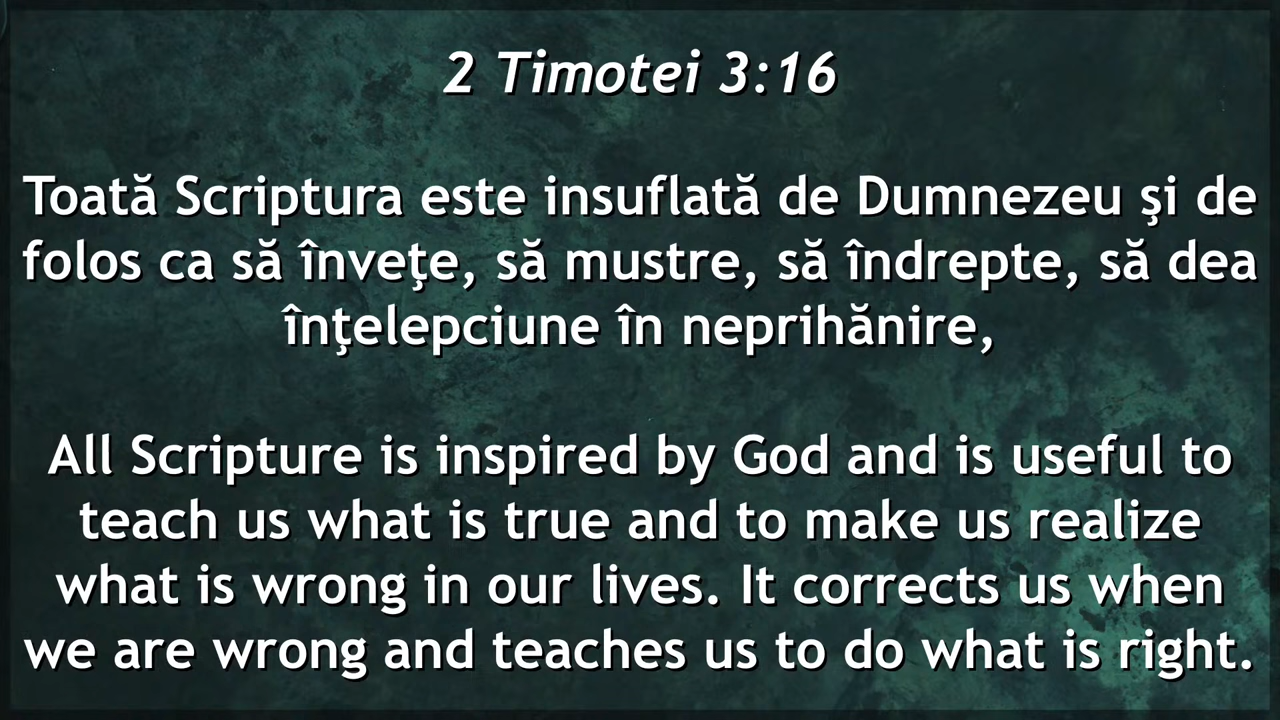 2 Timotei 3:16
Toată Scriptura este insuflată de Dumnezeu şi de
folos ca să înveţe, să mustre, să îndrepte, să dea
înţelepciune în neprihănire,
All Scripture is inspired by God and is useful to
teach us what is true and to make us realize
what is wrong in our lives. It corrects us when
we are wrong and teaches us to do what is right.